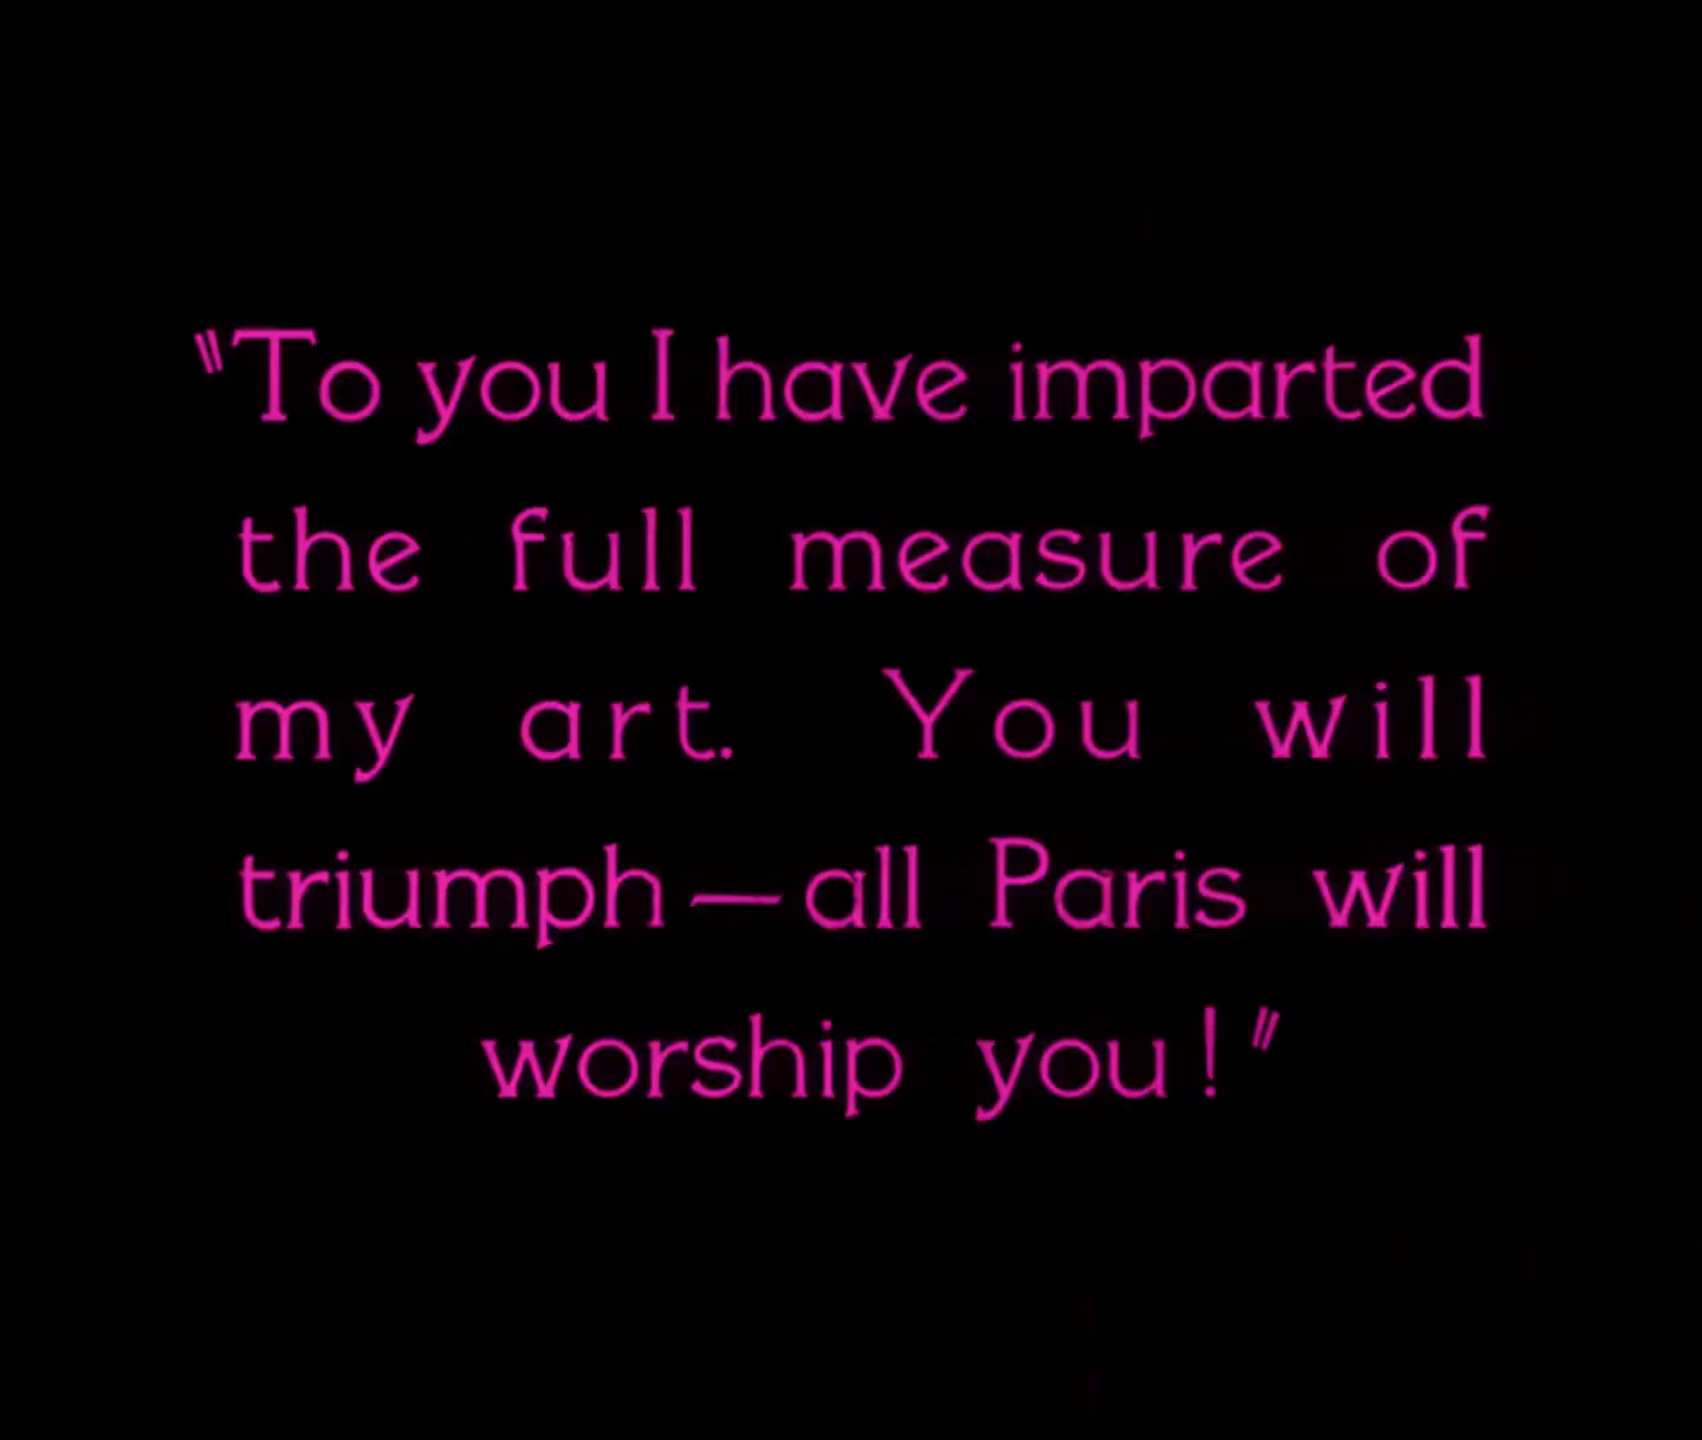 "To you I have imparted
the full measure of
my art. You will
triumph—all Paris will
worship you!"